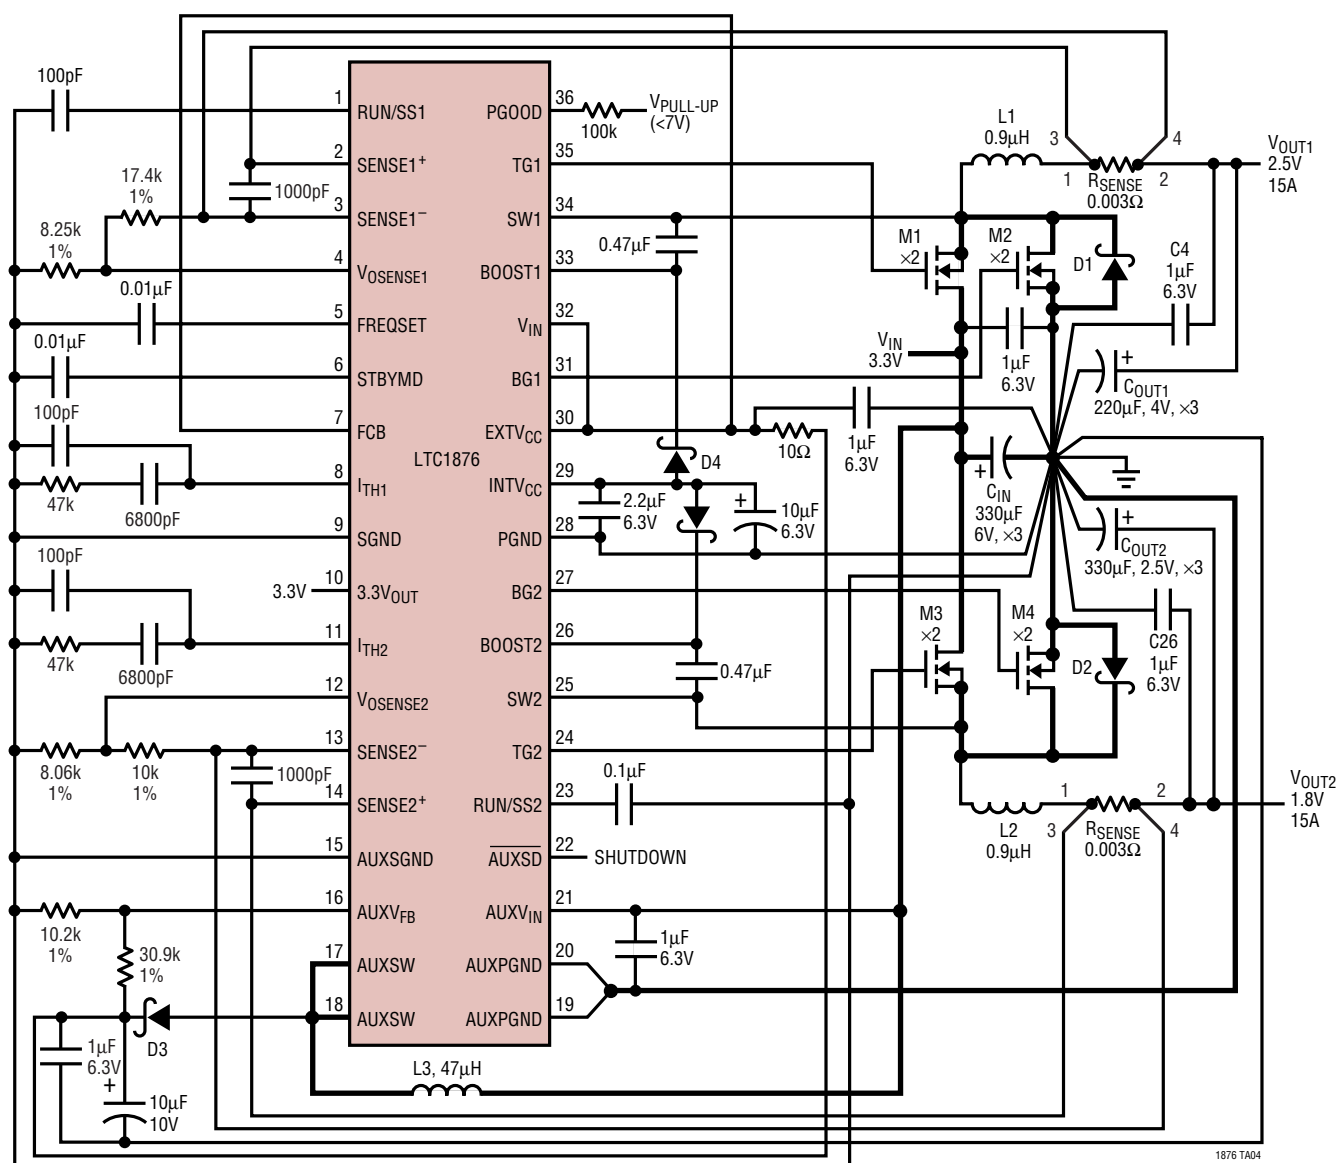 100pF
1
RUN/SS1
PGOOD
36
100k
VPULL-UP
(<7V)
L1
0.9µH
3
4
VOUT1
2.5V
15A
2
SENSE1+
TG1
35
1
RSENSE
0.003Ω
2
17.4k
1%
1000pF
3
SENSE1–
SW1
34
8.25k
1%
0.47µF
M1
×2
M2
×2
D1
C4
1µF
6.3V
4
VOSENSE1
BOOST1
33
0.01µF
5
FREQSET
VIN
32
VIN
3.3V
1µF
6.3V
0.01µF
6
STBYMD
BG1
31
COUT1
220µF, 4V, ×3
100pF
7
FCB
EXTVCC
30
10Ω
1µF
6.3V
LTC1876
D4
47k
6800pF
8
ITH1
INTVCC
29
2.2µF
6.3V
10µF
6.3V
CIN
330µF
6V, ×3
9
SGND
PGND
28
COUT2
330µF, 2.5V, ×3
100pF
3.3V
10
3.3VOUT
BG2
27
M3
×2
M4
×2
D2
C26
1µF
6.3V
47k
6800pF
11
ITH2
BOOST2
26
0.47µF
12
VOSENSE2
SW2
25
8.06k
1%
10k
1%
13
SENSE2–
TG2
24
1000pF
0.1µF
14
SENSE2+
RUN/SS2
23
L2
0.9µH
1
3
RSENSE
0.003Ω
2
4
VOUT2
1.8V
15A
15
AUXSGND
AUXSD
22
SHUTDOWN
10.2k
1%
16
AUXVFB
AUXVIN
21
30.9k
1%
1µF
6.3V
17
AUXSW
AUXPGND
20
18
AUXSW
AUXPGND
19
D3
1µF
6.3V
10µF
10V
L3, 47µH
1876 TA04